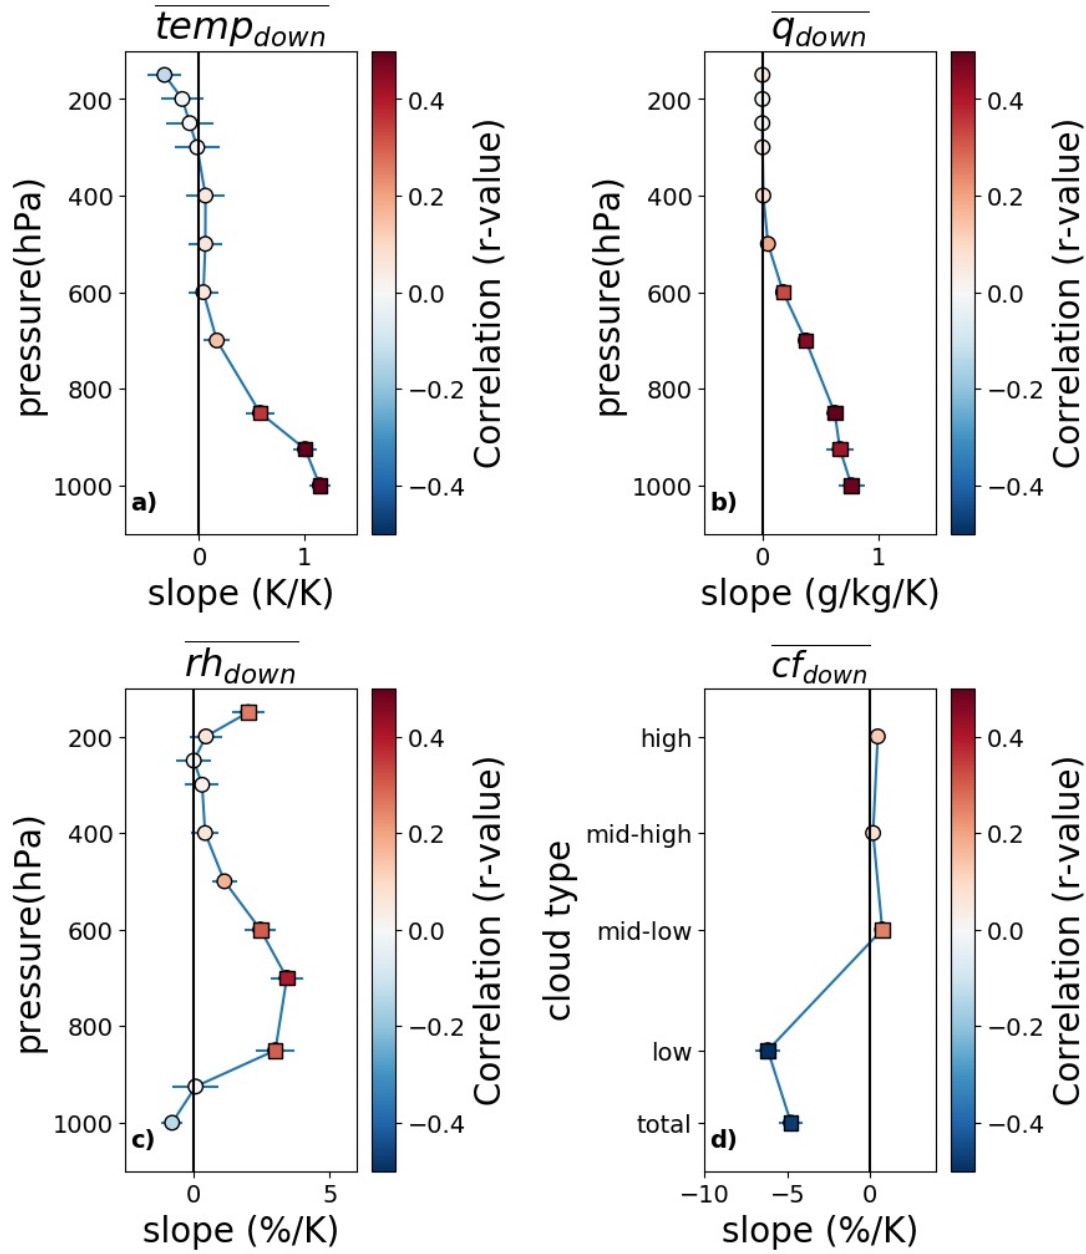 temp_down
200
400
600
800
1000
pressure(hPa)
a)
0
1
slope (K/K)
0.4
0.2
0.0
−0.2
−0.4
Correlation (r-value)
q_down
200
400
600
800
1000
pressure(hPa)
b)
0
1
slope (g/kg/K)
0.4
0.2
0.0
−0.2
−0.4
Correlation (r-value)
rh_down
200
400
600
800
1000
pressure(hPa)
c)
0
5
slope (%/K)
0.4
0.2
0.0
−0.2
−0.4
Correlation (r-value)
cf_down
high
mid-high
mid-low
low
total
cloud type
d)
−10
−5
0
slope (%/K)
0.4
0.2
0.0
−0.2
−0.4
Correlation (r-value)